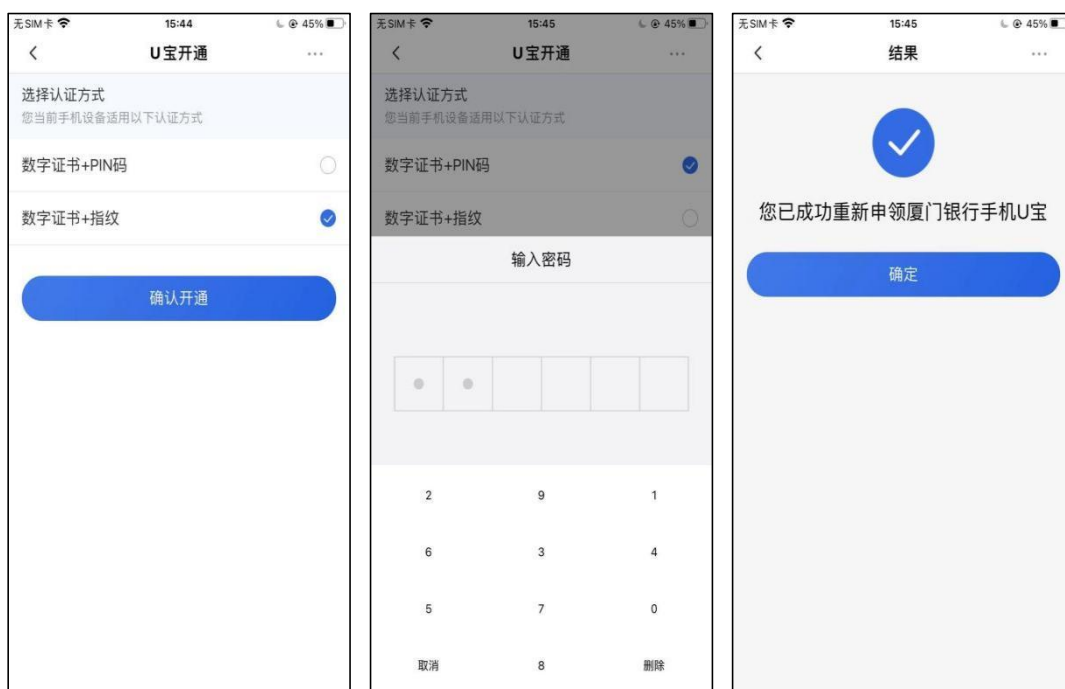 无SIM卡 15:44 45%
U宝开通
选择认证方式
您当前手机设备适用以下认证方式
数字证书+PIN码
数字证书+指纹
确认开通
无SIM卡 15:45 45%
U宝开通
选择认证方式
您当前手机设备适用以下认证方式
数字证书+PIN码
数字证书+指纹
输入密码
2 9 1
6 3 4
5 7 0
取消 8 删除
无SIM卡 15:45 45%
结果
您已成功重新申领厦门银行手机U宝
确定